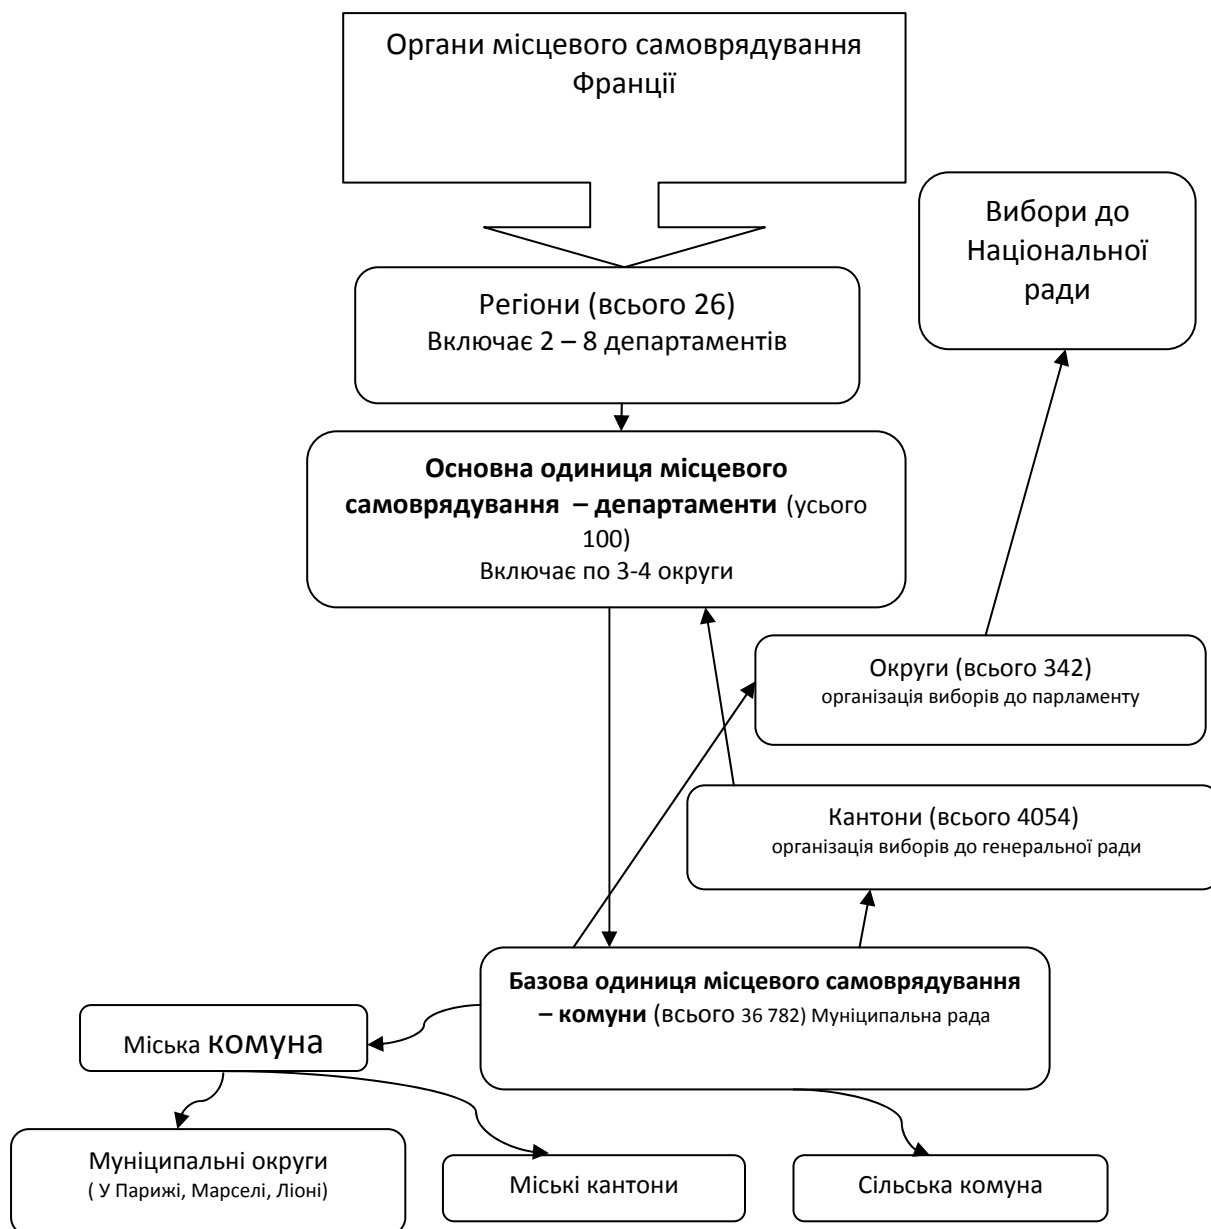 Органи місцевого самоврядування
Франції
Вибори до
Національної
ради
Регіони (всього 26)
Включає 2 – 8 департаментів
Основна одиниця місцевого
самоврядування – департаменти (усього
100)
Включає по 3-4 округи
Округи (всього 342)
організація виборів до парламенту
Кантони (всього 4054)
організація виборів до генеральної ради
Базова одиниця місцевого самоврядування
– комуни (всього 36 782) Муніципальна рада
Міська комуна
Муніципальні округи
( У Парижі, Марселі, Ліоні)
Міські кантони
Сільська комуна